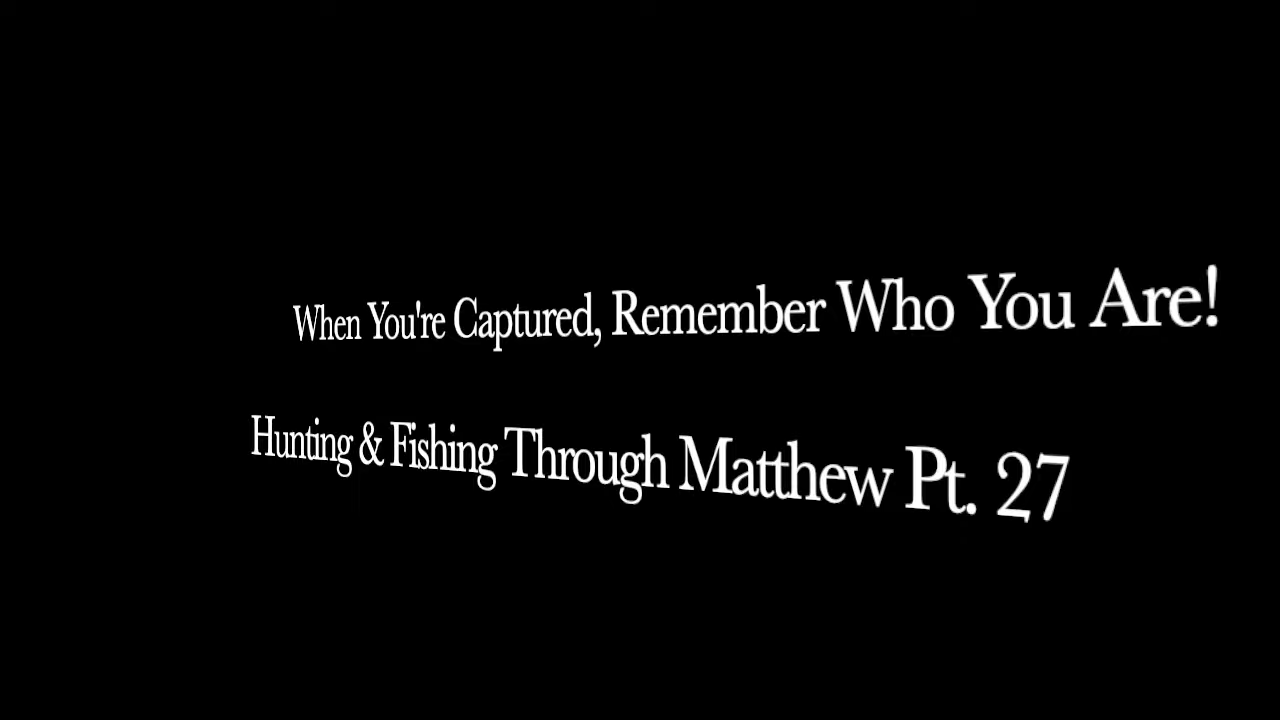 When You're Captured, Remember Who You Are!
Hunting & Fishing Through Matthew Pt. 27